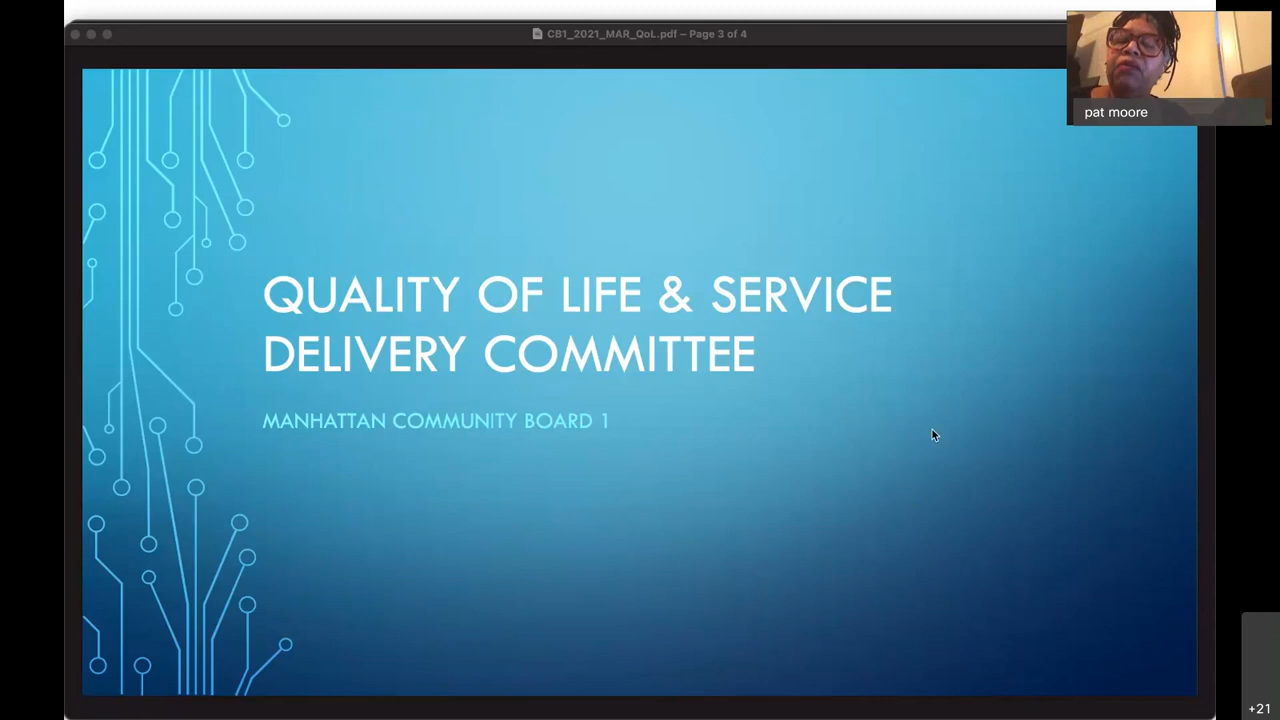 CB1_2021_MAR_QoL.pdf – Page 3 of 4
pat moore
QUALITY OF LIFE & SERVICE
DELIVERY COMMITTEE
MANHATTAN COMMUNITY BOARD 1
+21